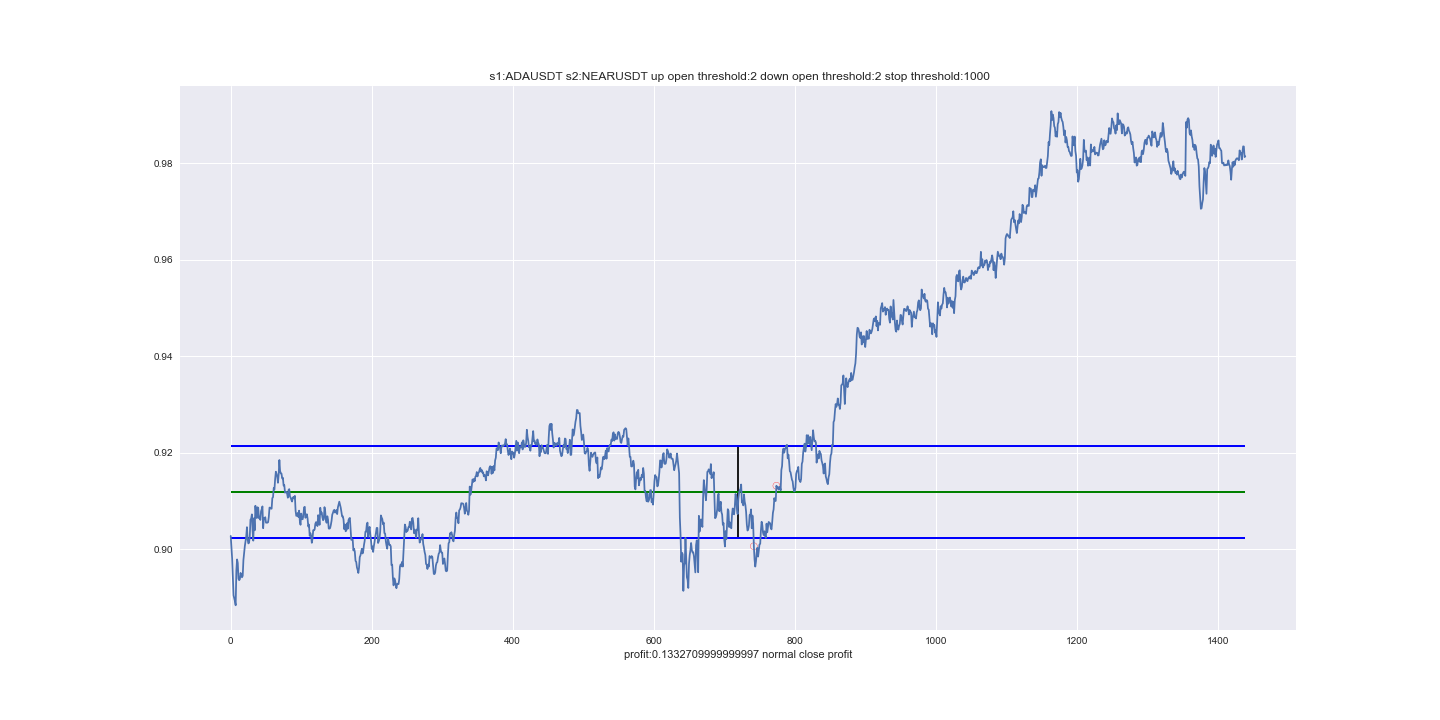 s1:ADAUSDT s2:NEARUSDT up open threshold:2 down open threshold:2 stop threshold:1000
0.98
0.96
0.94
0.92
0.90
0 200 400 600 800 1000 1200 1400
profit:0.1332709999999997 normal close profit